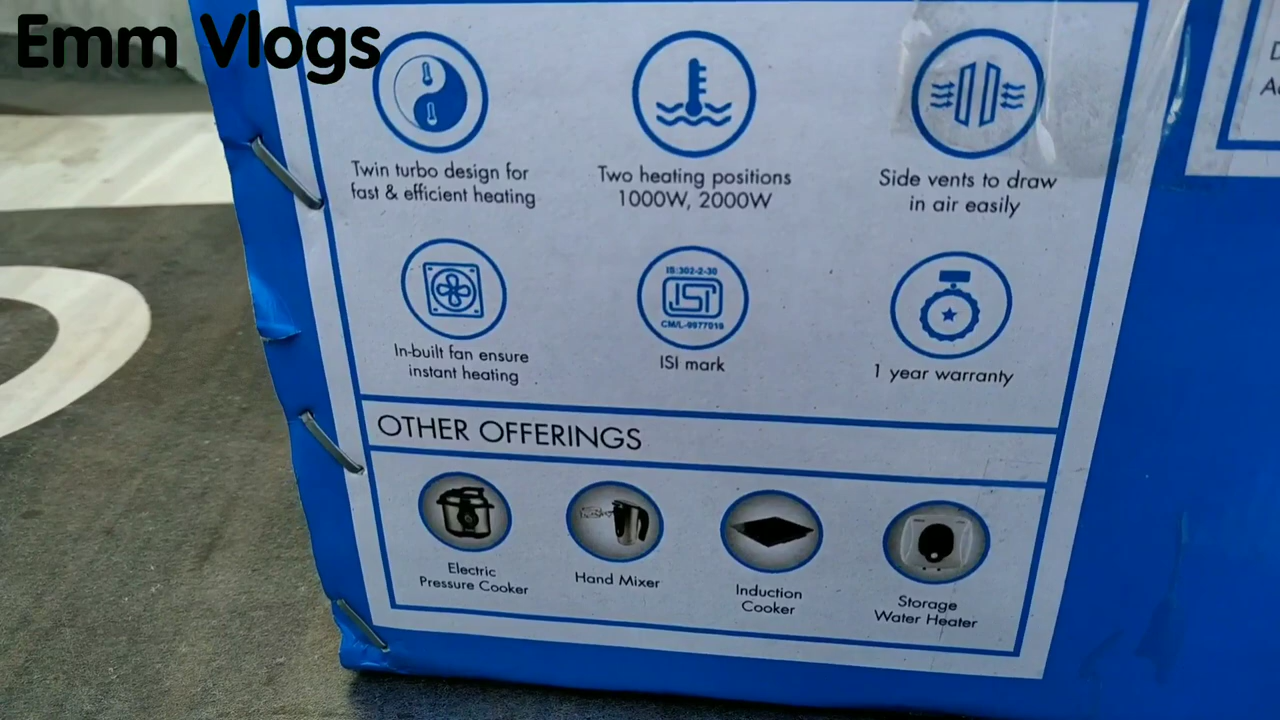 Emm Vlogs
Twin turbo design for
fast & efficient heating
Two heating positions
1000W, 2000W
Side vents to draw
in air easily
In-built fan ensure
instant heating
IS:302-2-30
ISI
CM/L-9977019
ISI mark
1 year warranty
OTHER OFFERINGS
Electric
Pressure Cooker
Hand Mixer
Induction
Cooker
Storage
Water Heater